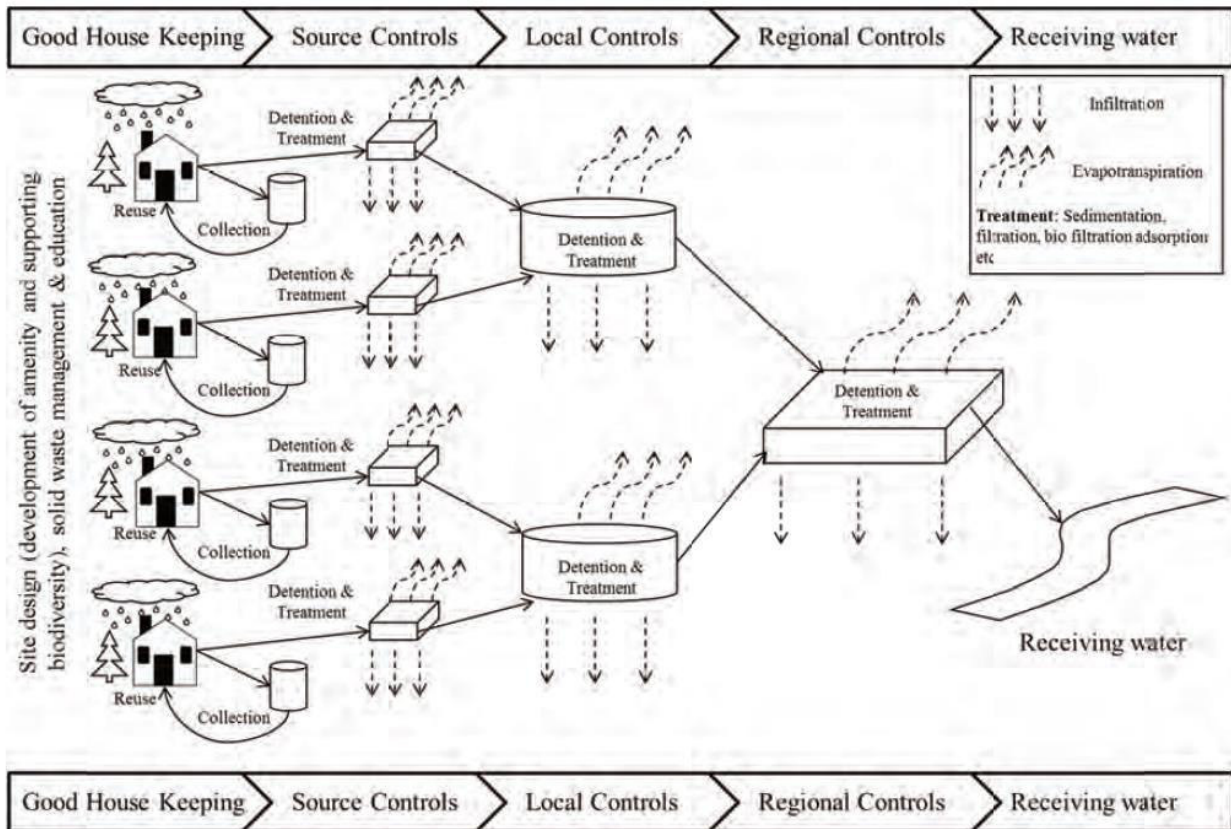 Good House Keeping
Source Controls
Local Controls
Regional Controls
Receiving water
Site design (development of amenity and supporting
biodiversity), solid waste management & education
Infiltration
Evapotranspiration
Treatment: Sedimentation,
filtration, bio filtration adsorption
etc
Detention &
Treatment
Reuse
Collection
Detention &
Treatment
Detention &
Treatment
Reuse
Collection
Detention &
Treatment
Detention &
Treatment
Reuse
Collection
Detention &
Treatment
Detention &
Treatment
Reuse
Collection
Receiving water
Good House Keeping
Source Controls
Local Controls
Regional Controls
Receiving water